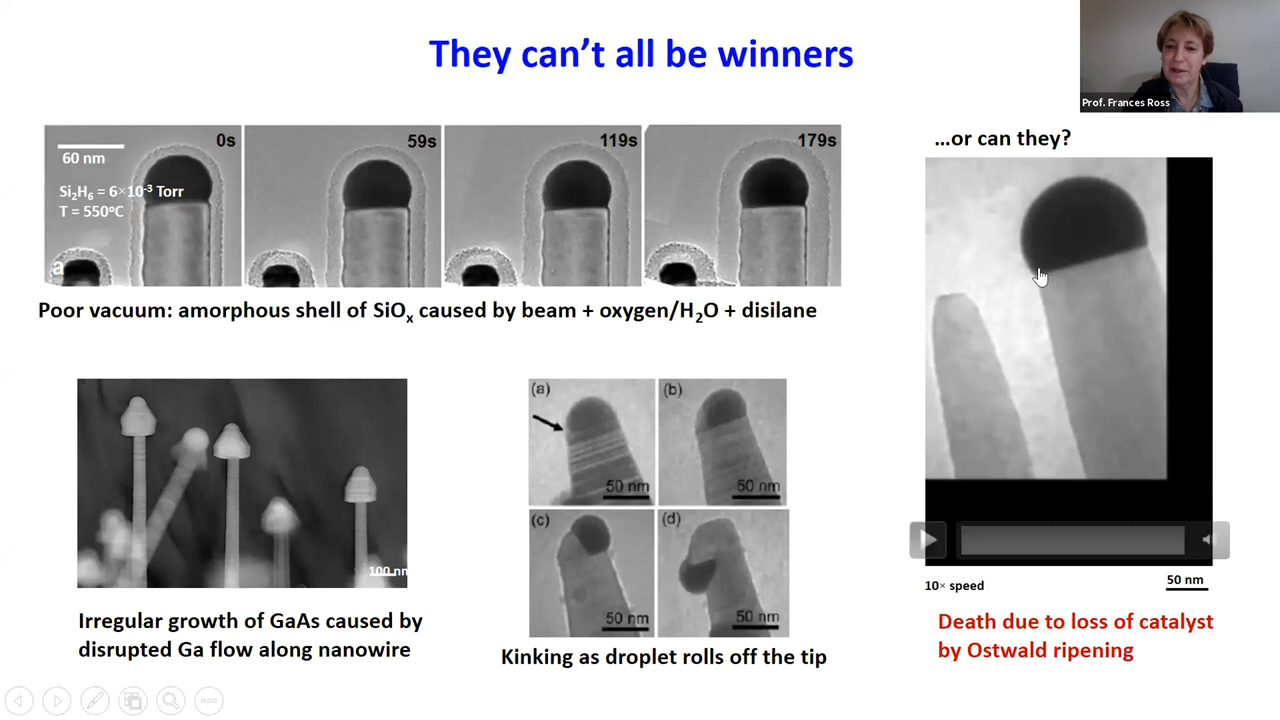 They can't all be winners
Prof. Frances Ross
0s
59s
119s
179s
60 nm
Si₂H₆ = 6×10⁻³ Torr
T = 550°C
a
Poor vacuum: amorphous shell of SiOₓ caused by beam + oxygen/H₂O + disilane
…or can they?
100 nm
Irregular growth of GaAs caused by
disrupted Ga flow along nanowire
(a)
50 nm
(b)
50 nm
(c)
50 nm
(d)
50 nm
Kinking as droplet rolls off the tip
10× speed
50 nm
Death due to loss of catalyst
by Ostwald ripening